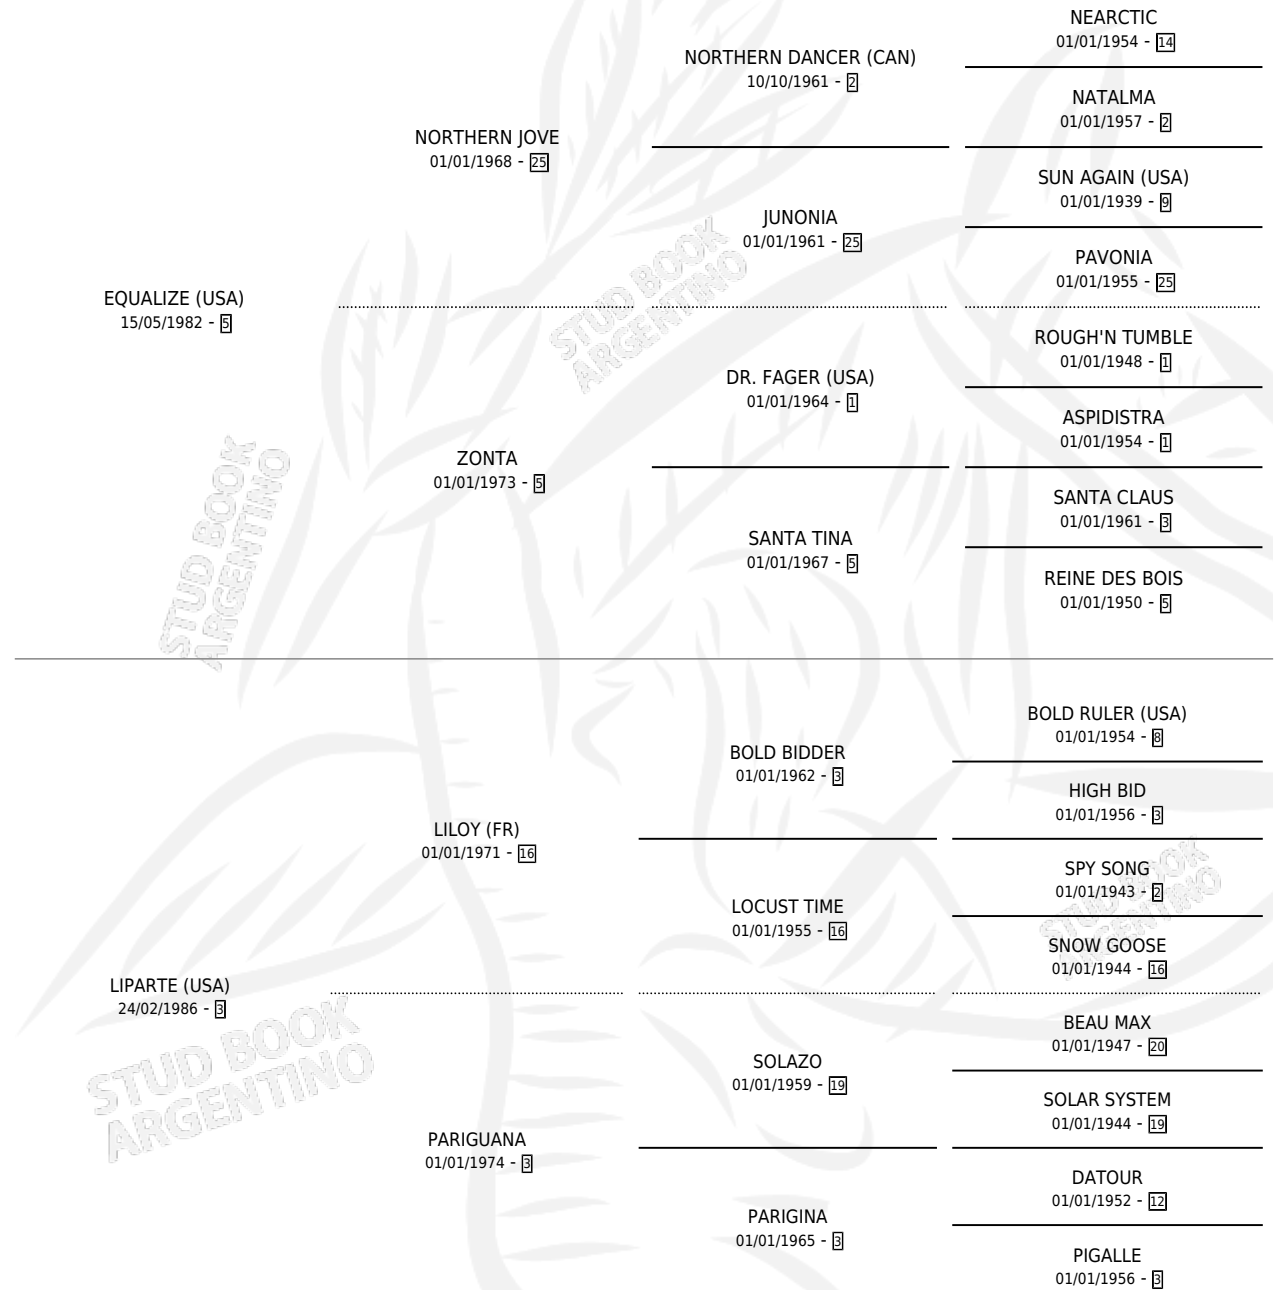 NEARCTIC
01/01/1954 - 14
NORTHERN DANCER (CAN)
10/10/1961 - 2
NATALMA
01/01/1957 - 2
NORTHERN JOVE
01/01/1968 - 25
SUN AGAIN (USA)
01/01/1939 - 9
JUNONIA
01/01/1961 - 25
PAVONIA
01/01/1955 - 25
EQUALIZE (USA)
15/05/1982 - 5
ROUGH'N TUMBLE
01/01/1948 - 1
DR. FAGER (USA)
01/01/1964 - 1
ASPIDISTRA
01/01/1954 - 1
ZONTA
01/01/1973 - 5
SANTA CLAUS
01/01/1961 - 3
SANTA TINA
01/01/1967 - 5
REINE DES BOIS
01/01/1950 - 5
BOLD RULER (USA)
01/01/1954 - 8
BOLD BIDDER
01/01/1962 - 3
HIGH BID
01/01/1956 - 3
LILOY (FR)
01/01/1971 - 16
SPY SONG
01/01/1943 - 2
LOCUST TIME
01/01/1955 - 16
SNOW GOOSE
01/01/1944 - 16
LIPARTE (USA)
24/02/1986 - 3
BEAU MAX
01/01/1947 - 20
SOLAZO
01/01/1959 - 19
SOLAR SYSTEM
01/01/1944 - 19
PARIGUANA
01/01/1974 - 3
DATOUR
01/01/1952 - 12
PARIGINA
01/01/1965 - 3
PIGALLE
01/01/1956 - 3
STUD BOOK
ARGENTINO
STUD BOOK
ARGENTINO
STUD BOOK
ARGENTINO
STUD BOOK
ARGENTINO